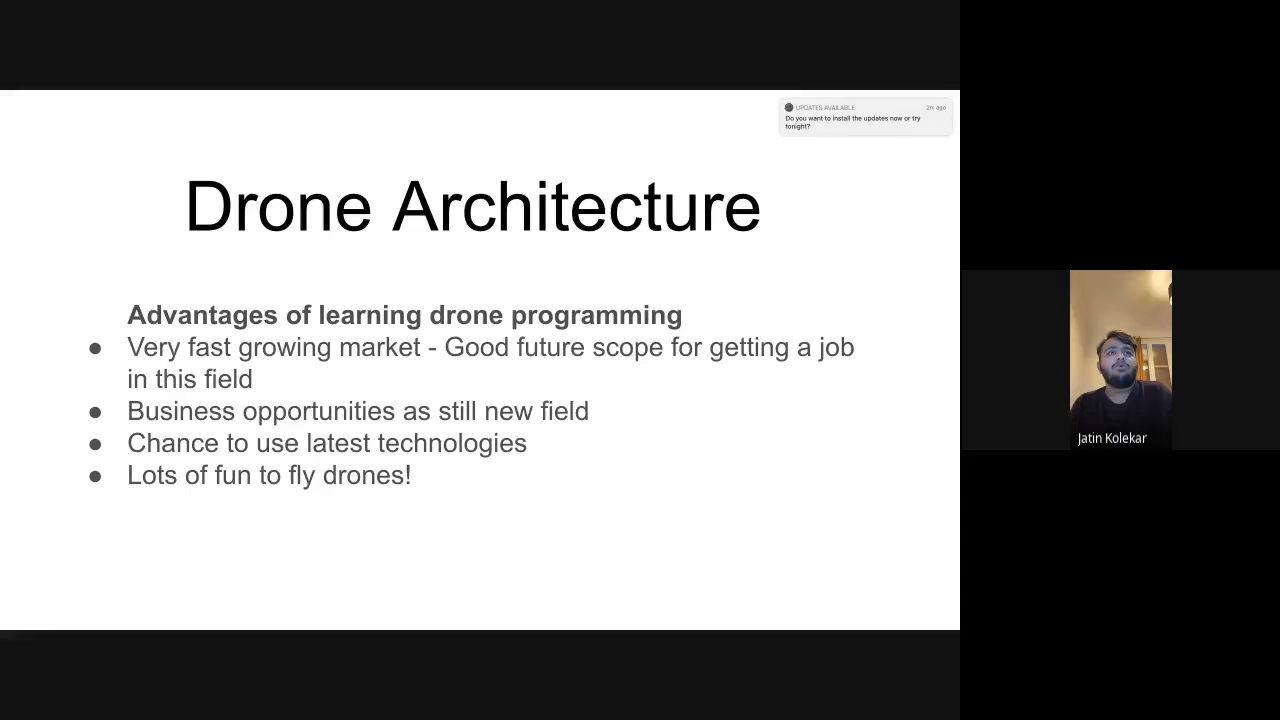 UPDATES AVAILABLE 2m ago
Do you want to install the updates now or try
tonight?
Drone Architecture
Advantages of learning drone programming
● Very fast growing market - Good future scope for getting a job
in this field
● Business opportunities as still new field
● Chance to use latest technologies
● Lots of fun to fly drones!
Jatin Kolekar